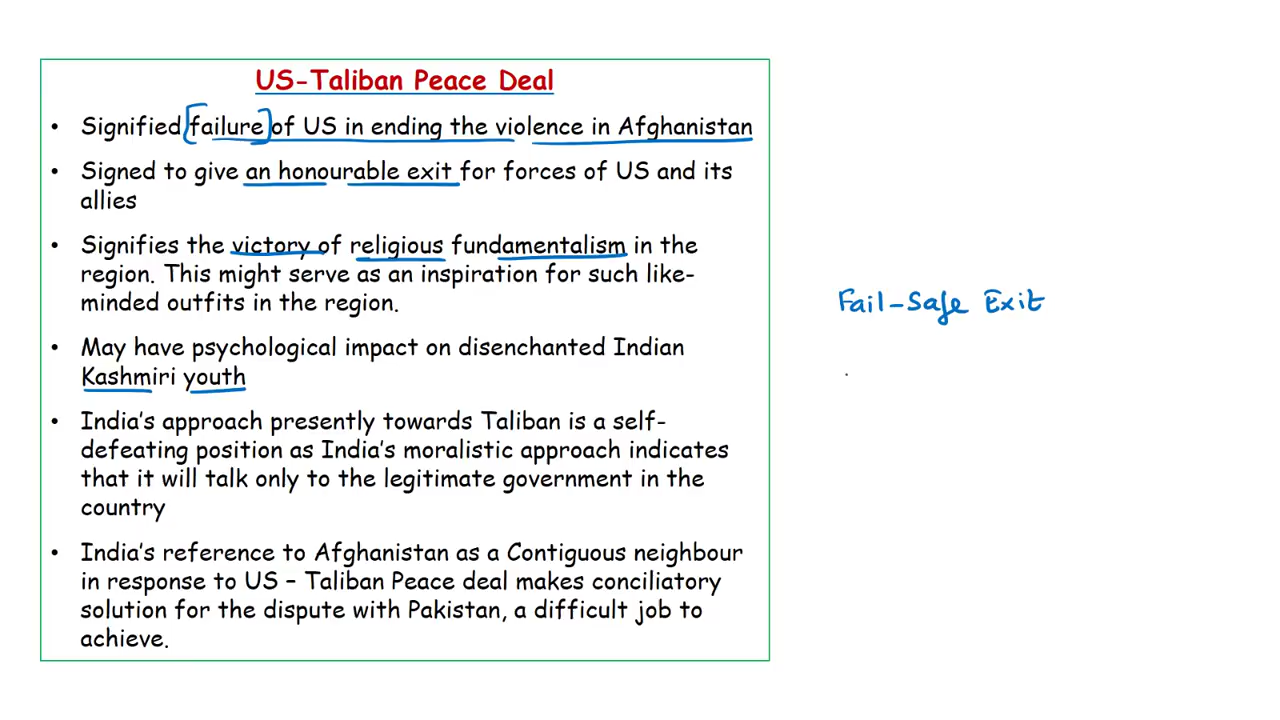 US-Taliban Peace Deal
• Signified [failure] of US in ending the violence in Afghanistan
• Signed to give an honourable exit for forces of US and its
allies
• Signifies the victory of religious fundamentalism in the
region. This might serve as an inspiration for such like-
minded outfits in the region.
• May have psychological impact on disenchanted Indian
Kashmiri youth
• India's approach presently towards Taliban is a self-
defeating position as India's moralistic approach indicates
that it will talk only to the legitimate government in the
country
• India's reference to Afghanistan as a Contiguous neighbour
in response to US – Taliban Peace deal makes conciliatory
solution for the dispute with Pakistan, a difficult job to
achieve.
Fail-Safe Exit